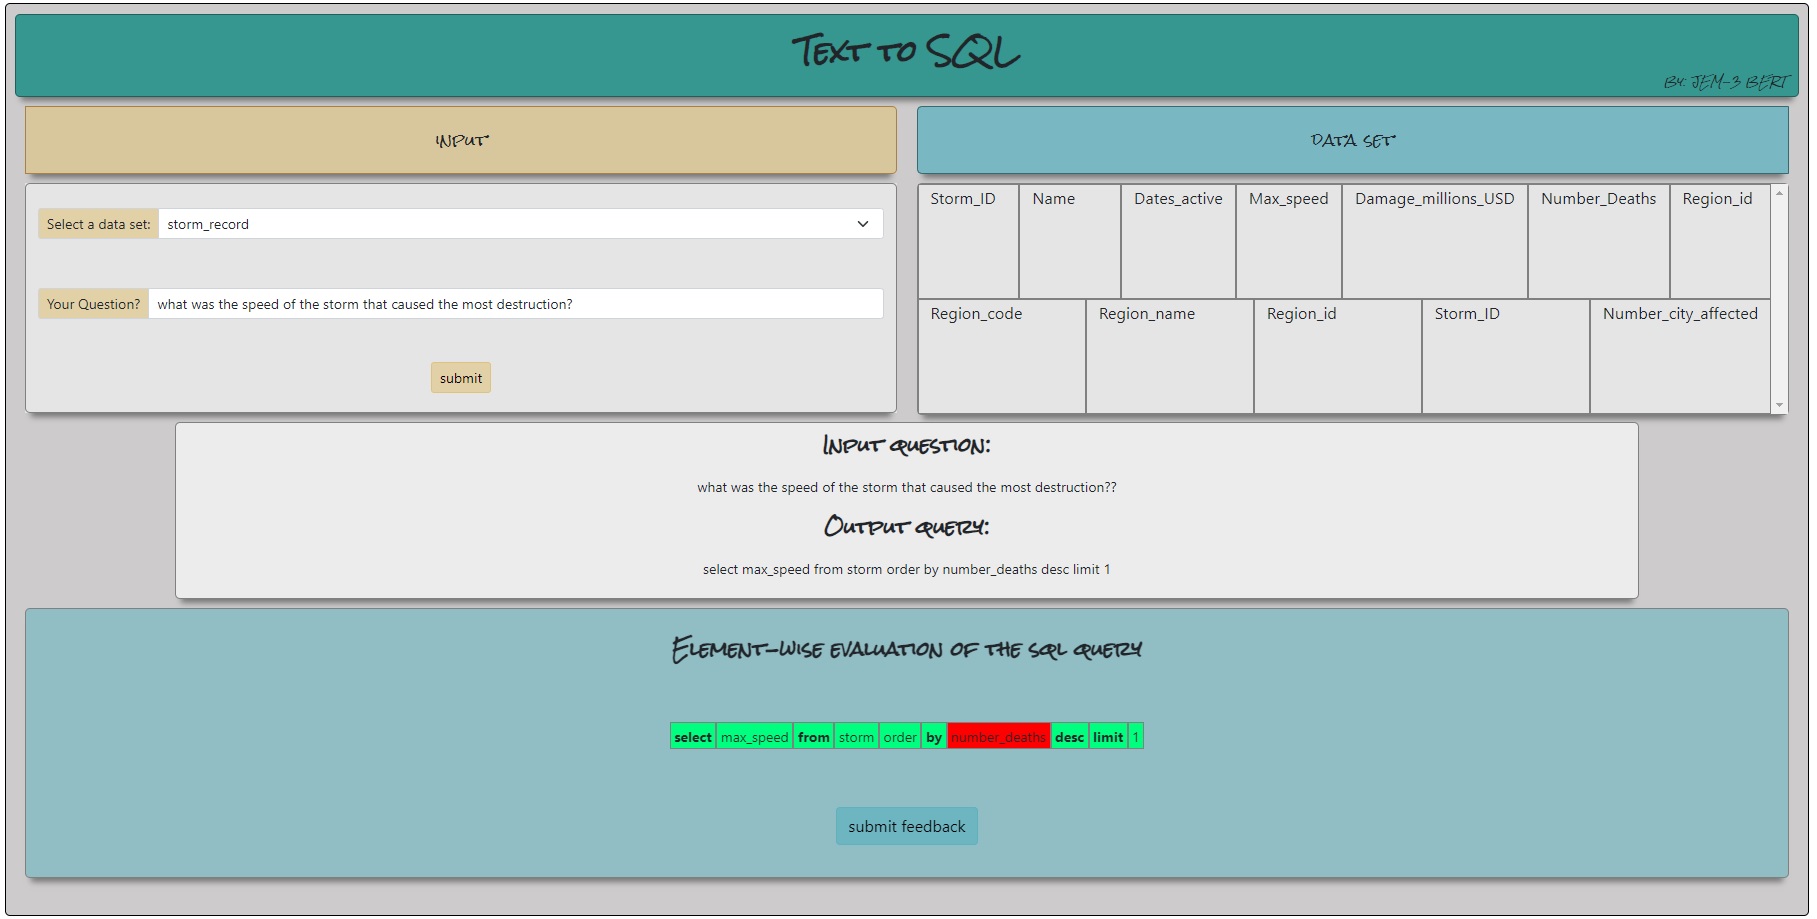 Text to SQL
By: JEM-3 BERT
input
data set
Select a data set: storm_record
Your Question? what was the speed of the storm that caused the most destruction?
submit
Storm_ID Name Dates_active Max_speed Damage_millions_USD Number_Deaths Region_id
Region_code Region_name Region_id Storm_ID Number_city_affected
Input question:
what was the speed of the storm that caused the most destruction??
Output query:
select max_speed from storm order by number_deaths desc limit 1
Element-wise evaluation of the sql query
select max_speed from storm order by number_deaths desc limit 1
submit feedback